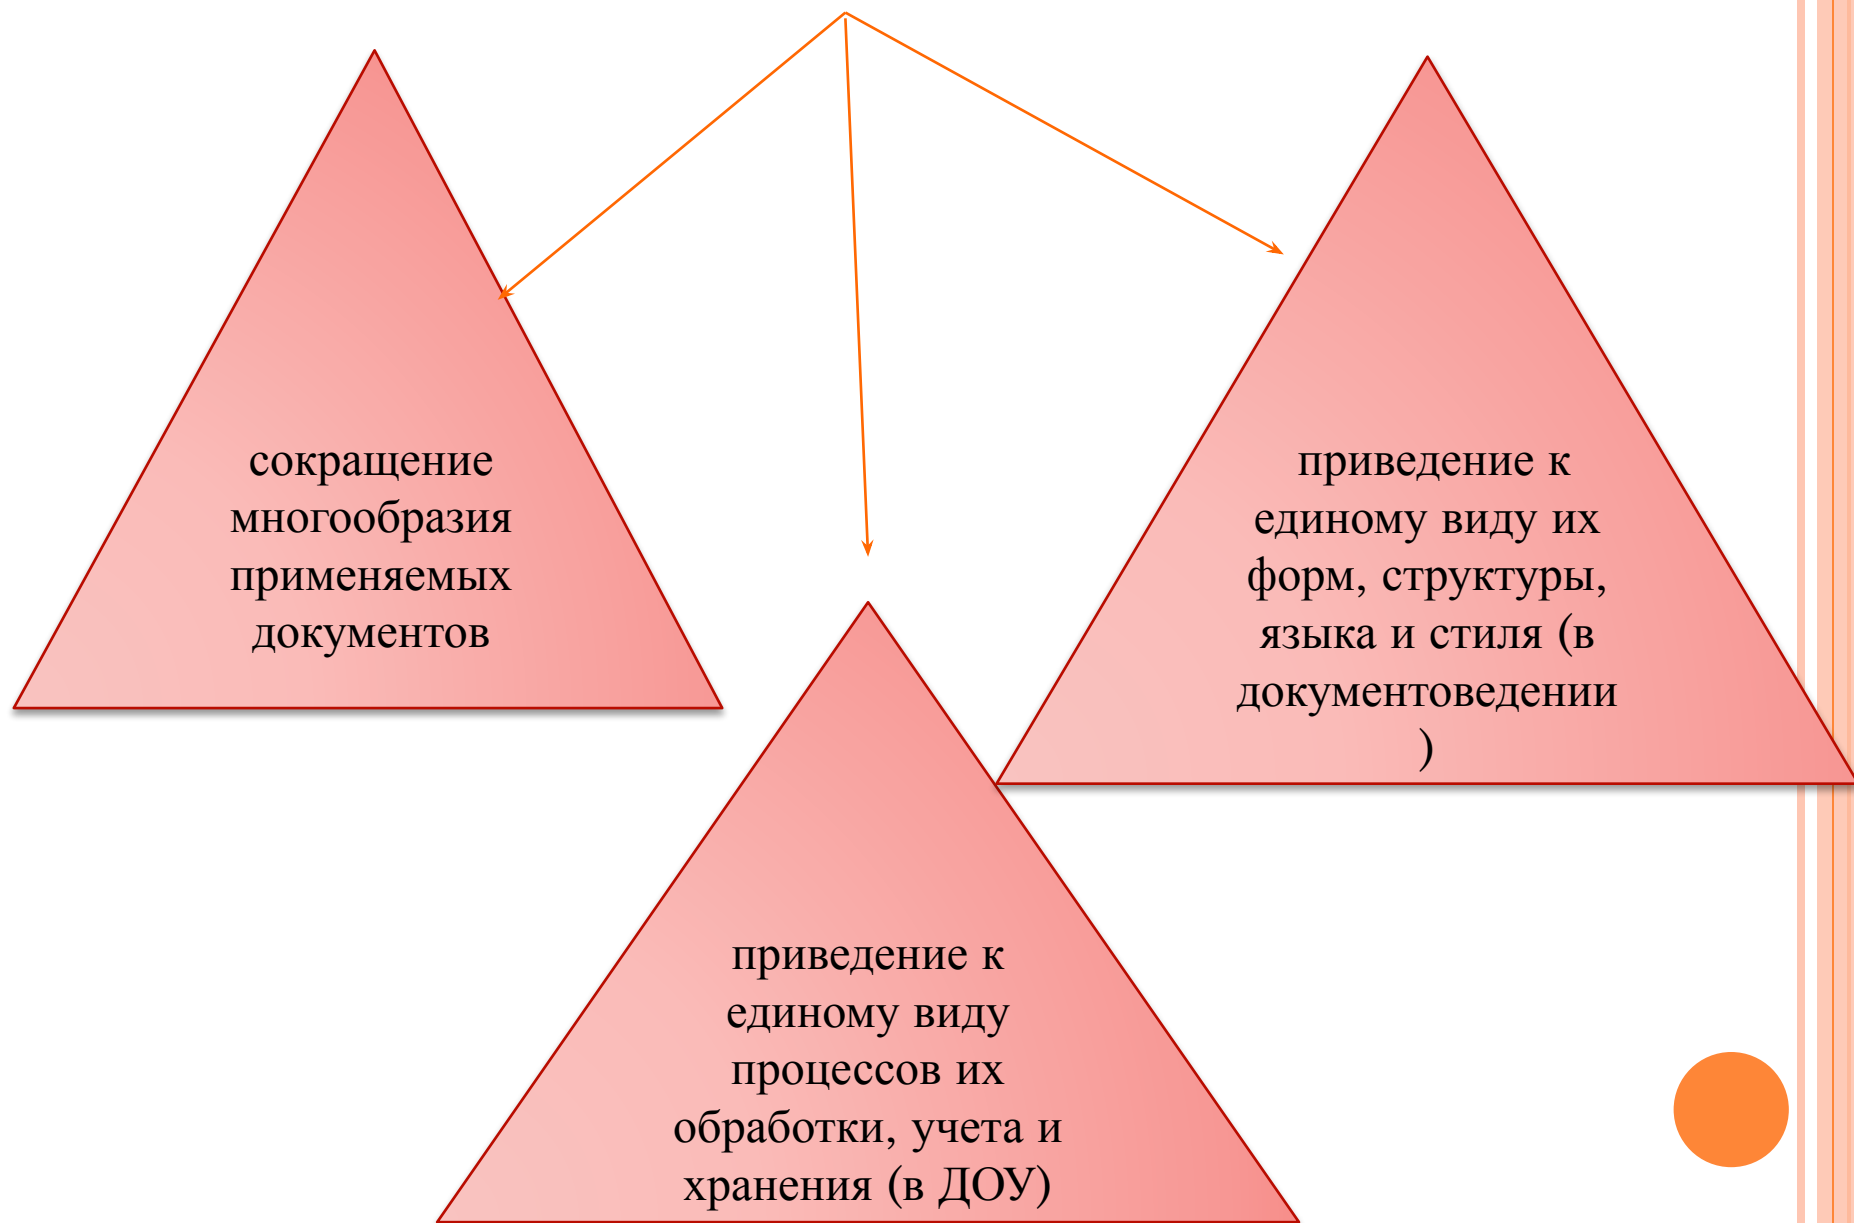 сокращение
многообразия
применяемых
документов
приведение к
единому виду их
форм, структуры,
языка и стиля (в
документоведении
)
приведение к
единому виду
процессов их
обработки, учета и
хранения (в ДОУ)